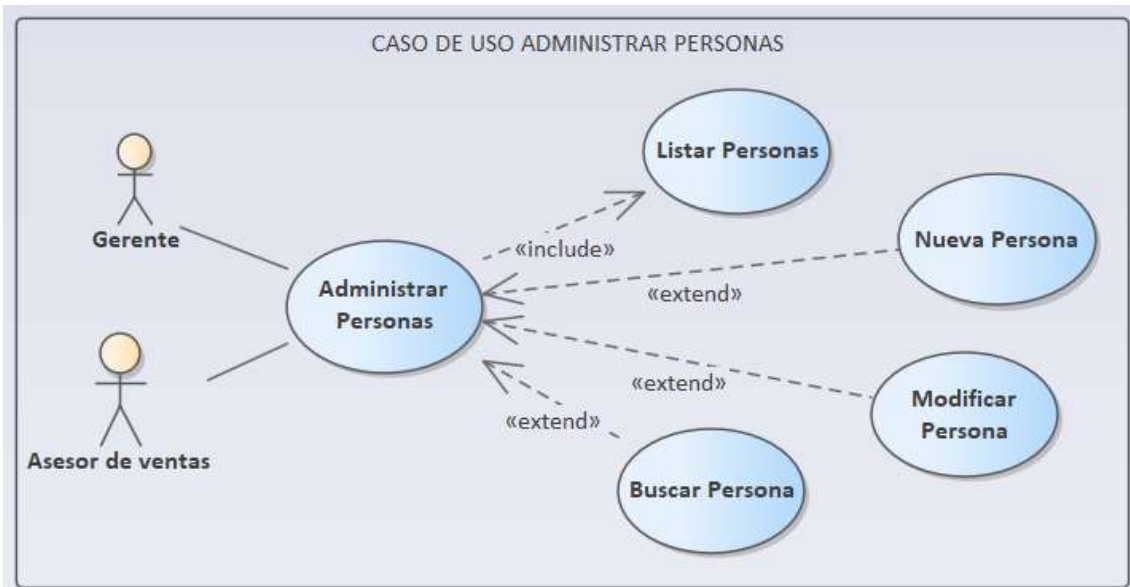 CASO DE USO ADMINISTRAR PERSONAS
Listar Personas
Gerente
«include»
Nueva Persona
Administrar
Personas
«extend»
Asesor de ventas
«extend»
Modificar
Persona
«extend»
Buscar Persona